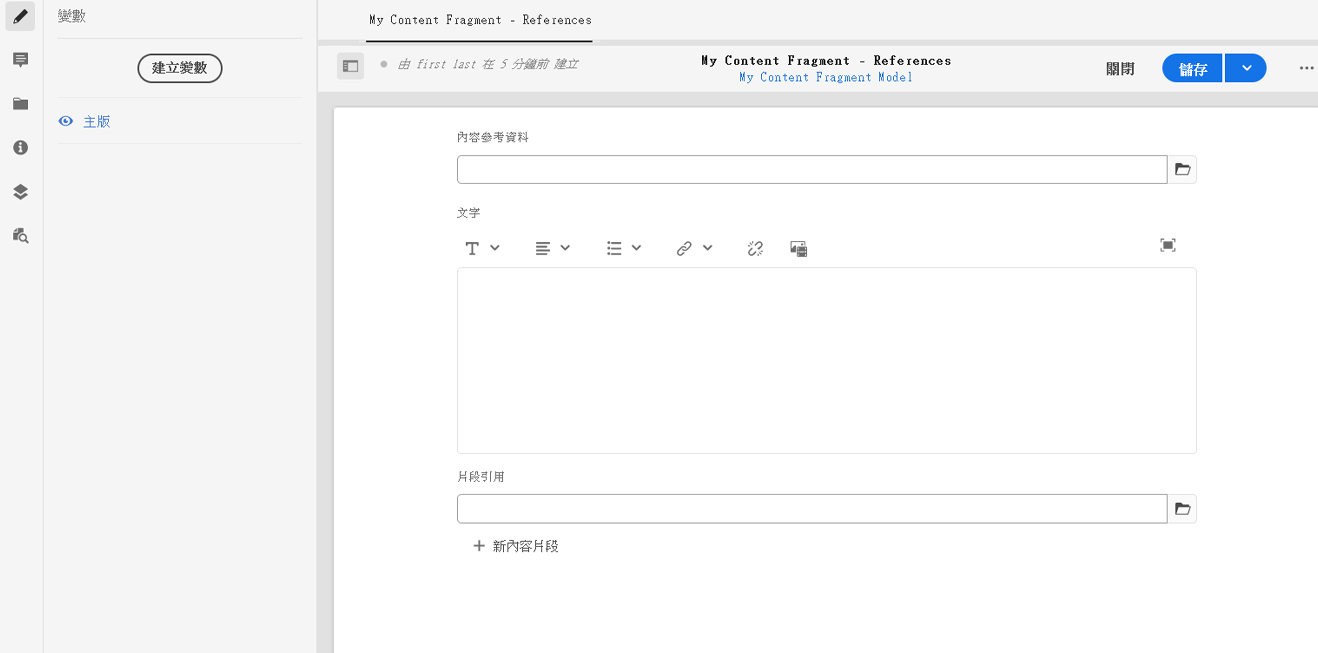 變數
建立變數
主版
My Content Fragment - References
由 first last 在 5 分鐘前 建立
My Content Fragment - References
My Content Fragment Model
關閉
儲存
內容參考資料
文字
片段引用
新內容片段